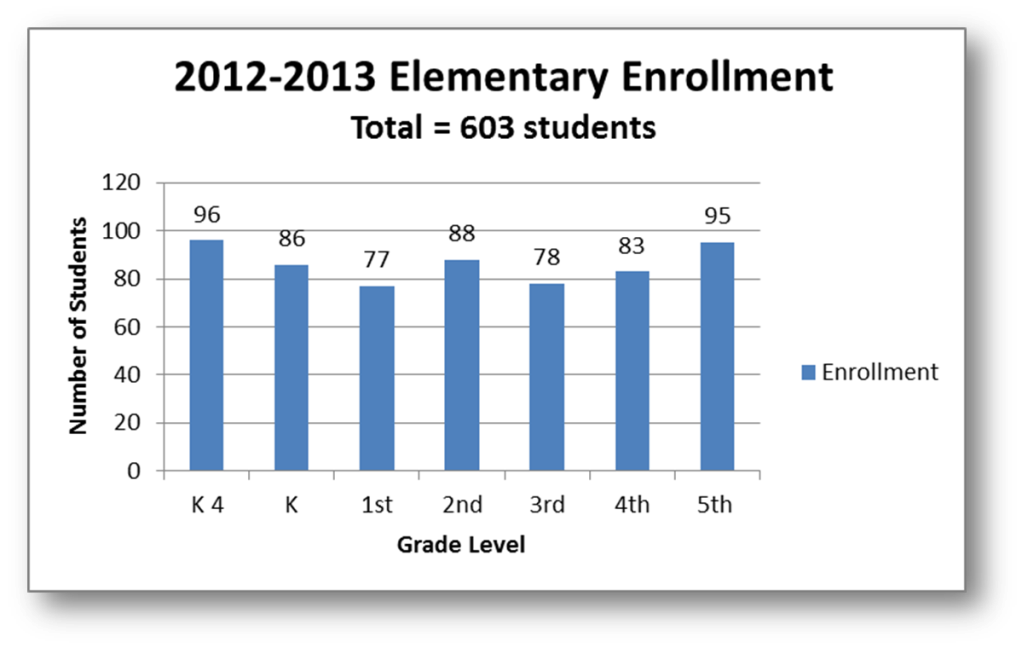 2012-2013 Elementary Enrollment
Total = 603 students
Number of Students
120
100
80
60
40
20
0
96
86
77
88
78
83
95
K 4
K
1st
2nd
3rd
4th
5th
Grade Level
Enrollment